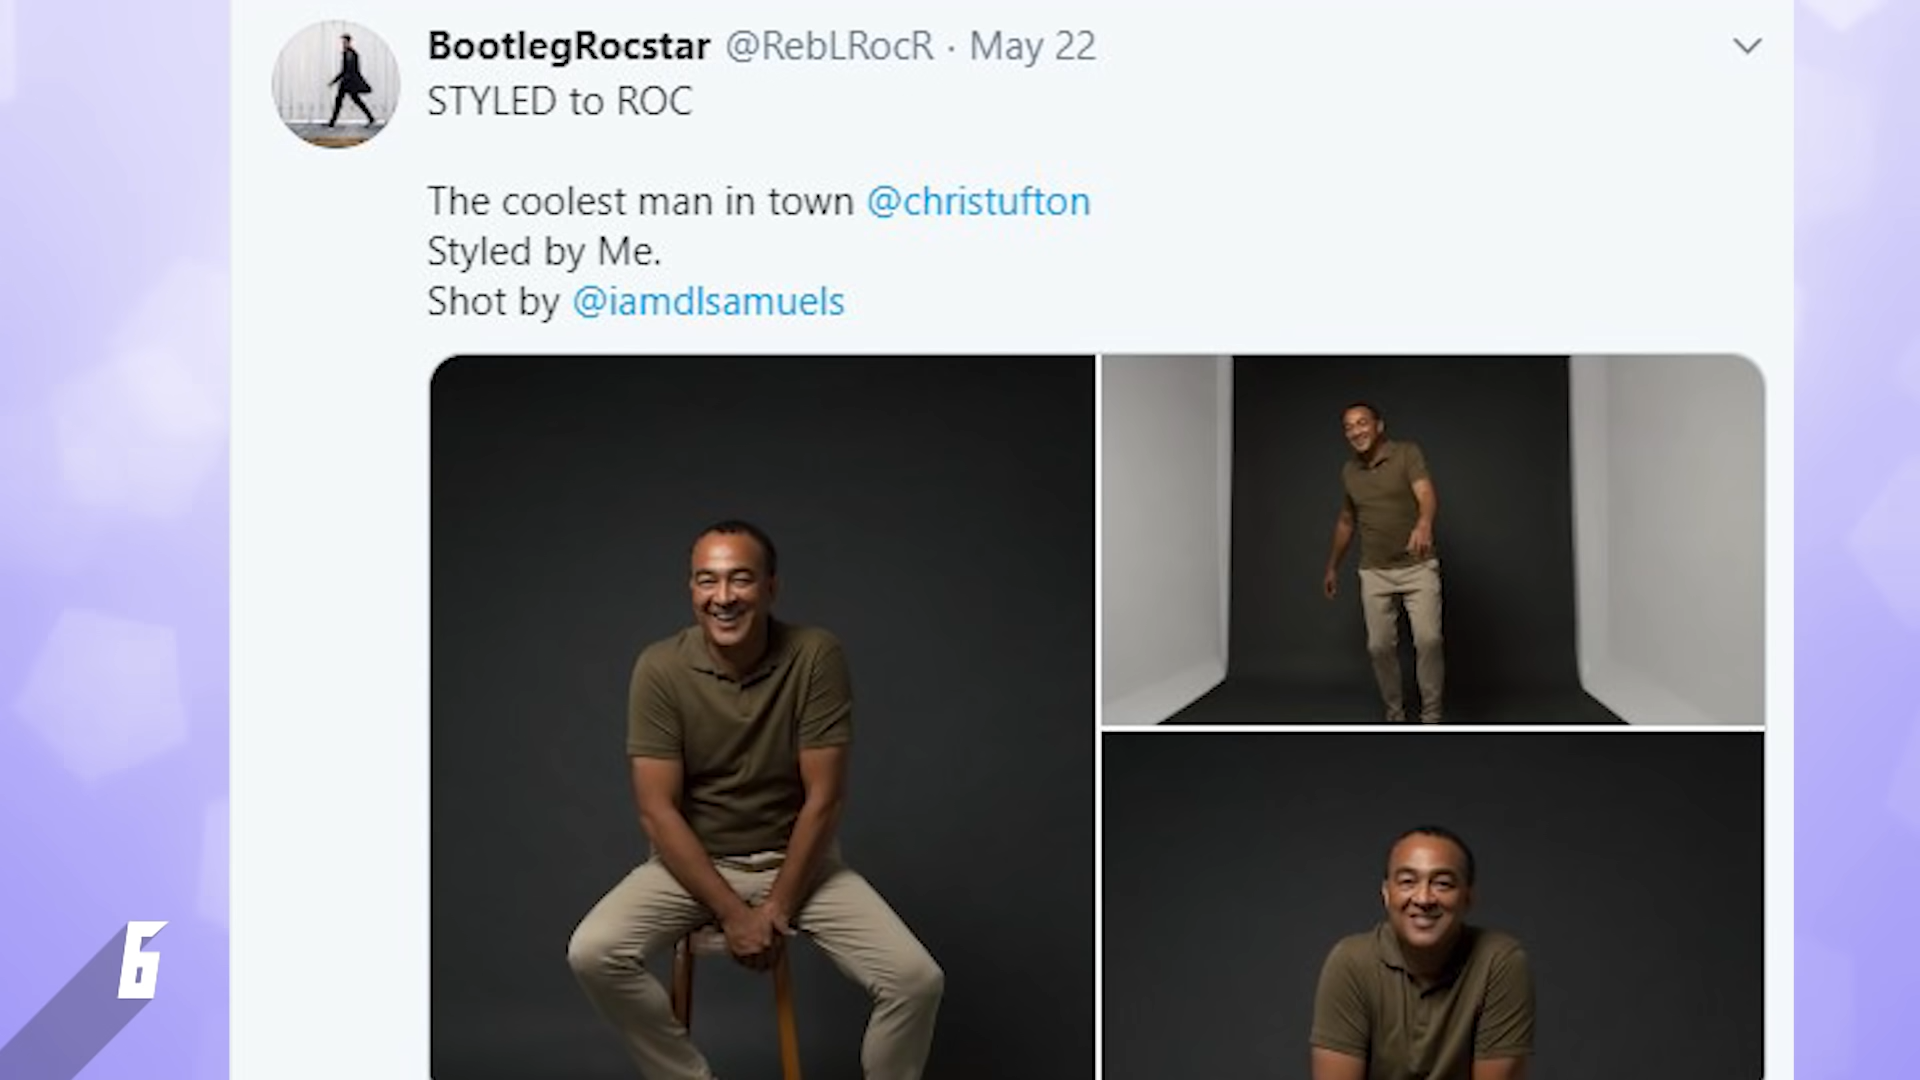 BootlegRocstar @RebLRocR · May 22
STYLED to ROC
The coolest man in town @christufton
Styled by Me.
Shot by @iamdlsamuels
6